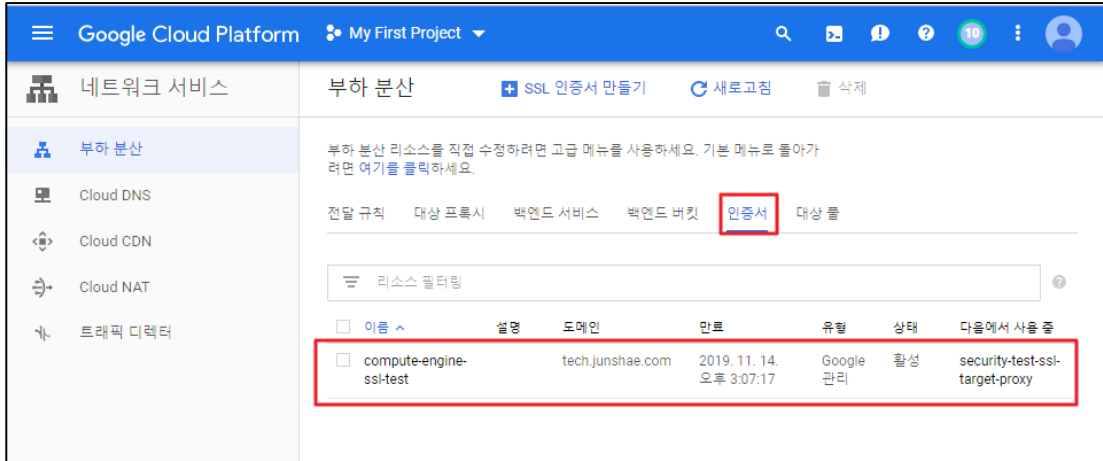 Google Cloud Platform My First Project 10
네트워크 서비스
부하 분산 SSL 인증서 만들기 새로고침 삭제
부하 분산
Cloud DNS
Cloud CDN
Cloud NAT
트래픽 디렉터
부하 분산 리소스를 직접 수정하려면 고급 메뉴를 사용하세요. 기본 메뉴로 돌아가
려면 여기를 클릭하세요.
전달 규칙 대상 프록시 백엔드 서비스 백엔드 버킷 인증서 대상 풀
리소스 필터링
이름 설명 도메인 만료 유형 상태 다음에서 사용 중
compute-engine- tech.junshae.com 2019. 11. 14. Google 활성 security-test-ssl-
ssl-test 오후 3:07:17 관리 target-proxy